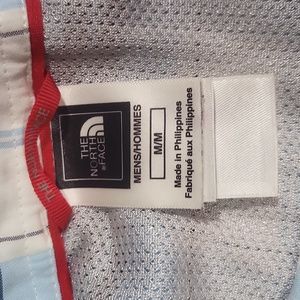 THE
NORTH
FACE
MENS/HOMMES
M/M
Made in Philippines
Fabriqué aux Philippines